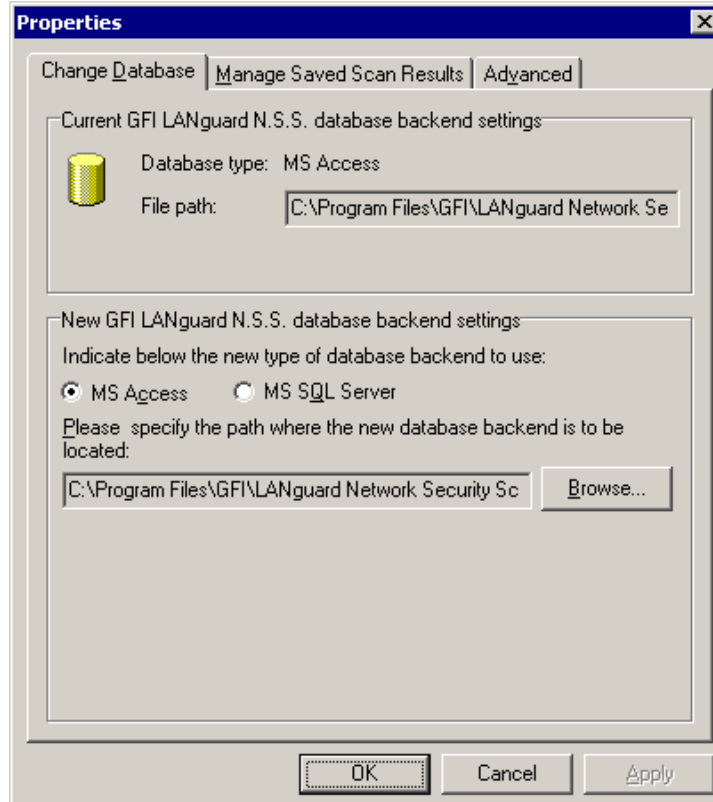 Properties
Change Database Manage Saved Scan Results Advanced
Current GFI LANguard N.S.S. database backend settings
Database type: MS Access
File path: C:\Program Files\GFI\LANguard Network Se
New GFI LANguard N.S.S. database backend settings
Indicate below the new type of database backend to use:
MS Access MS SQL Server
Please specify the path where the new database backend is to be
located:
C:\Program Files\GFI\LANguard Network Security Sc Browse...
OK Cancel Apply